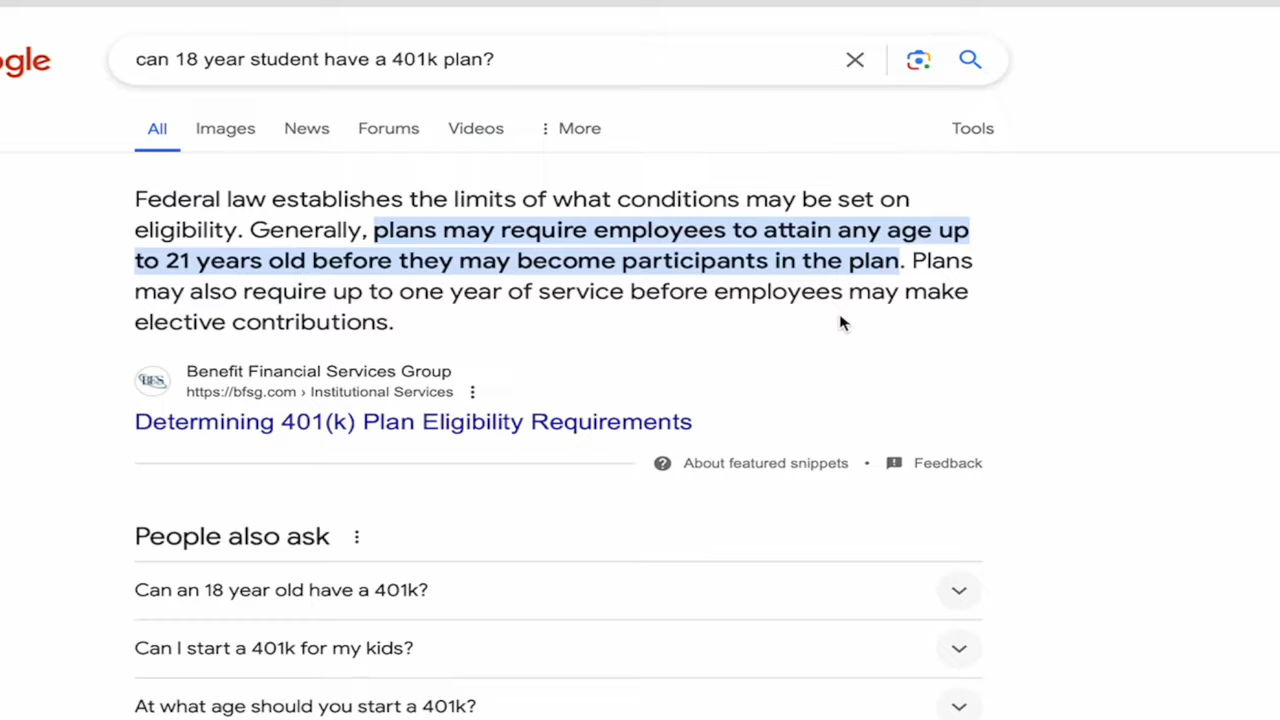 ogle
can 18 year student have a 401k plan?
All Images News Forums Videos More Tools
Federal law establishes the limits of what conditions may be set on
eligibility. Generally, plans may require employees to attain any age up
to 21 years old before they may become participants in the plan. Plans
may also require up to one year of service before employees may make
elective contributions.
BFS
Benefit Financial Services Group
https://bfsg.com › Institutional Services
Determining 401(k) Plan Eligibility Requirements
About featured snippets • Feedback
People also ask
Can an 18 year old have a 401k?
Can I start a 401k for my kids?
At what age should you start a 401k?